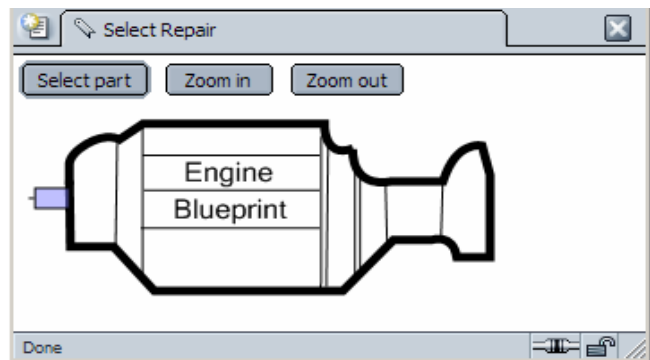 Select Repair
Select part Zoom in Zoom out
Engine
Blueprint
Done